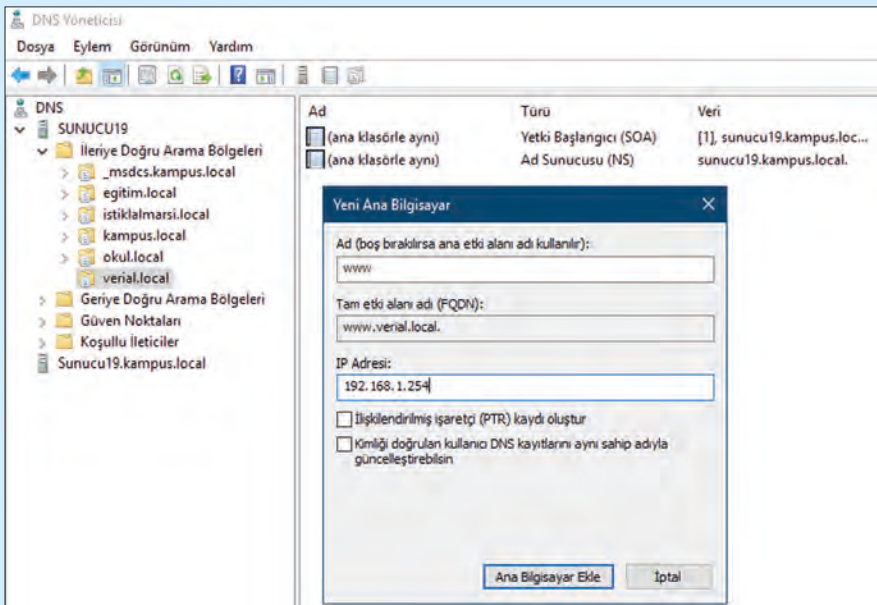 DNS Yöneticisi
Dosya Eylem Görünüm Yardım
DNS
SUNUCU19
İleriye Doğru Arama Bölgeleri
_msdcs.kampus.local
egitim.local
istiklalmarsi.local
kampus.local
okul.local
verial.local
Geriye Doğru Arama Bölgeleri
Güven Noktaları
Koşullu İleticiler
Sunucu19.kampus.local
Ad Türü Veri
(ana klasörle aynı) Yetki Başlangıcı (SOA) [1], sunucu19.kampus.loc...
(ana klasörle aynı) Ad Sunucusu (NS) sunucu19.kampus.local.
Yeni Ana Bilgisayar
Ad (boş bırakılırsa ana etki alanı adı kullanılır):
www
Tam etki alanı adı (FQDN):
www.verial.local.
IP Adresi:
192.168.1.254
İlişkilendirilmiş işaretçi (PTR) kaydı oluştur
Kimliği doğrulan kullanıcı DNS kayıtlarını aynı sahip adıyla
güncelleştirebilsin
Ana Bilgisayar Ekle İptal